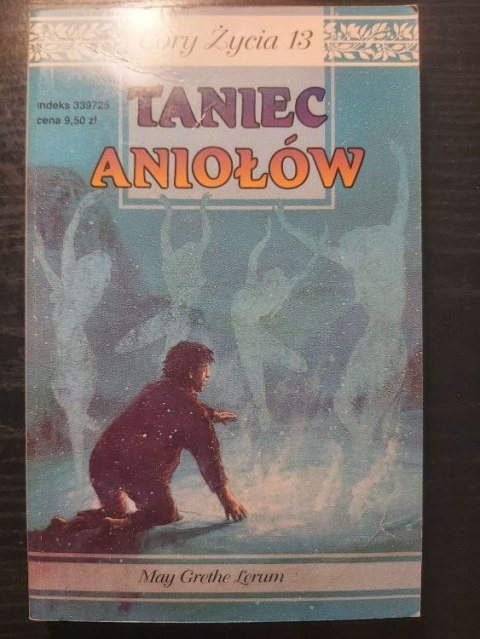 Córy Życia 13
indeks 339725
cena 9,50 zł
TANIEC
ANIOŁÓW
May Grethe Lerum